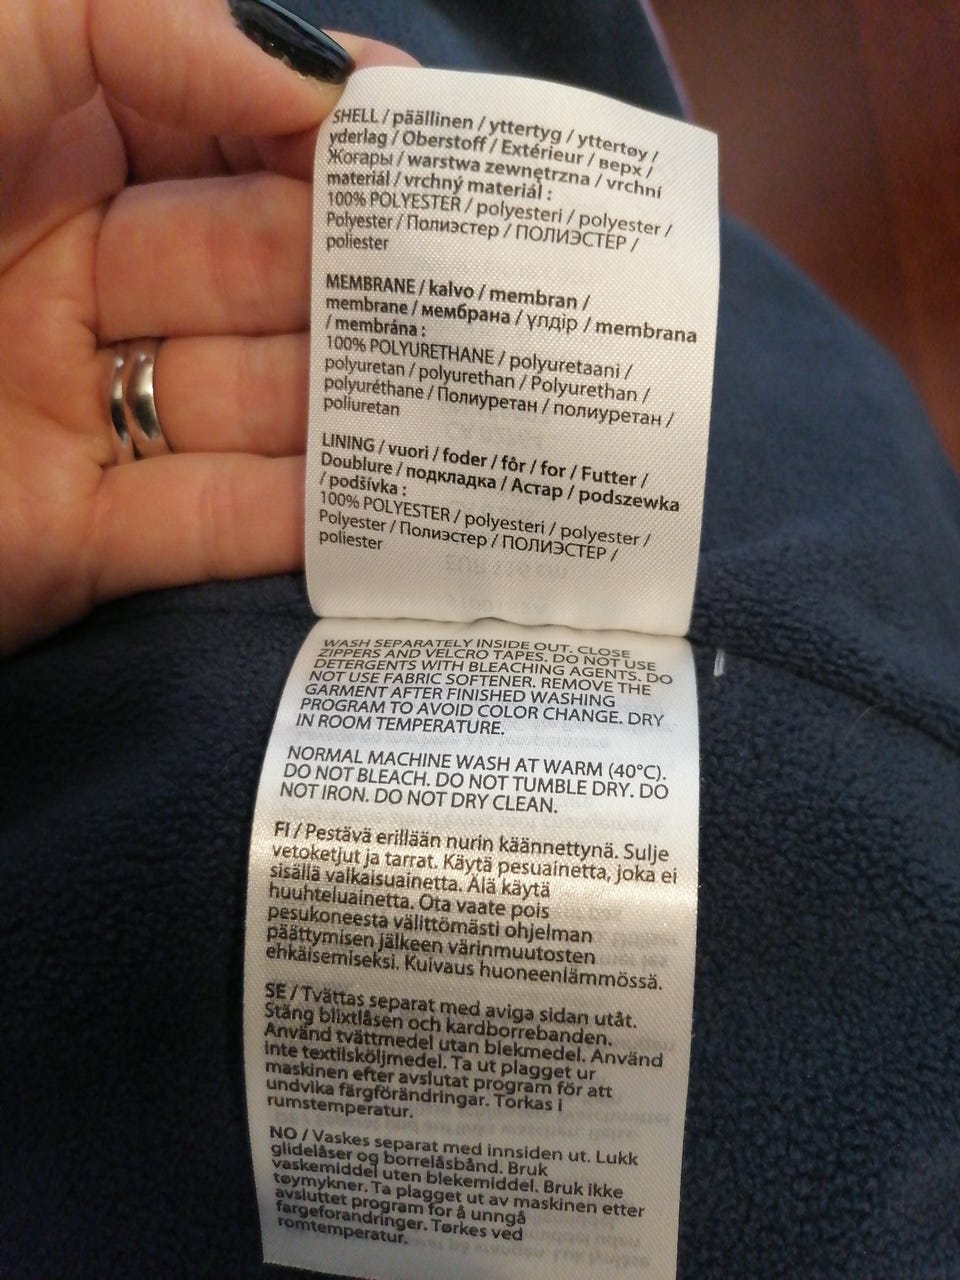 SHELL / päällinen / yttertyg / yttertøy /
yderlag / Oberstoff / Extérieur / верх /
Жоғары / warstwa zewnętrzna / vrchní
materiál / vrchný materiál :
100% POLYESTER / polyesteri / polyester /
Polyester / Полиэстер / ПОЛИЭСТЕР /
poliester
MEMBRANE / kalvo / membran /
membrane / мембрана / үлдір / membrana
/ membrána :
100% POLYURETHANE / polyuretaani /
polyuretan / polyurethan / Polyurethan /
polyuréthane / Полиуретан / полиуретан /
poliuretan
LINING / vuori / foder / fôr / for / Futter /
Doublure / подкладка / Астар / podszewka
/ podšívka :
100% POLYESTER / polyesteri / polyester /
Polyester / Полиэстер / ПОЛИЭСТЕР /
poliester
WASH SEPARATELY INSIDE OUT. CLOSE
ZIPPERS AND VELCRO TAPES. DO NOT USE
DETERGENTS WITH BLEACHING AGENTS. DO
NOT USE FABRIC SOFTENER. REMOVE THE
GARMENT AFTER FINISHED WASHING
PROGRAM TO AVOID COLOR CHANGE. DRY
IN ROOM TEMPERATURE.
NORMAL MACHINE WASH AT WARM (40°C).
DO NOT BLEACH. DO NOT TUMBLE DRY. DO
NOT IRON. DO NOT DRY CLEAN.
FI / Pestävä erillään nurin käännettynä. Sulje
vetoketjut ja tarrat. Käytä pesuainetta, joka ei
sisällä valkaisuainetta. Älä käytä
huuhteluainetta. Ota vaate pois
pesukoneesta välittömästi ohjelman
päättymisen jälkeen värinmuutosten
ehkäisemiseksi. Kuivaus huoneenlämmössä.
SE / Tvättas separat med aviga sidan utåt.
Stäng blixtlåsen och kardborrebanden.
Använd tvättmedel utan blekmedel. Använd
inte textilsköljmedel. Ta ut plagget ur
maskinen efter avslutat program för att
undvika färgförändringar. Torkas i
rumstemperatur.
NO / Vaskes separat med innsiden ut. Lukk
glidelåser og borrelåsbånd. Bruk
vaskemiddel uten blekemiddel. Bruk ikke
tøymykner. Ta plagget ut av maskinen etter
avsluttet program for å unngå
fargeforandringer. Tørkes ved
romtemperatur.